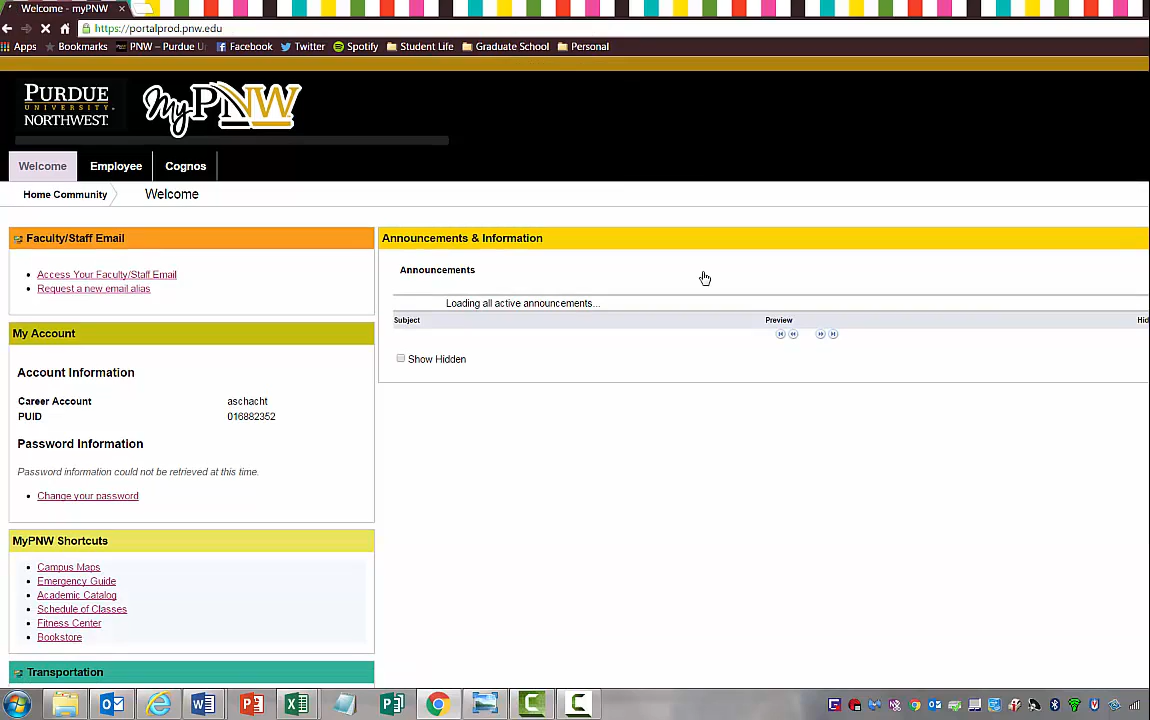 Welcome - myPNW
https://portalprod.pnw.edu
Apps Bookmarks PNW – Purdue U Facebook Twitter Spotify Student Life Graduate School Personal
PURDUE
UNIVERSITY
NORTHWEST
MyPNW
Welcome Employee Cognos
Home Community Welcome
Faculty/Staff Email
Access Your Faculty/Staff Email
Request a new email alias
My Account
Account Information
Career Account aschacht
PUID 016882352
Password Information
Password information could not be retrieved at this time.
Change your password
MyPNW Shortcuts
Campus Maps
Emergency Guide
Academic Catalog
Schedule of Classes
Fitness Center
Bookstore
Transportation
Announcements & Information
Announcements
Loading all active announcements...
Subject Preview Hid
Show Hidden